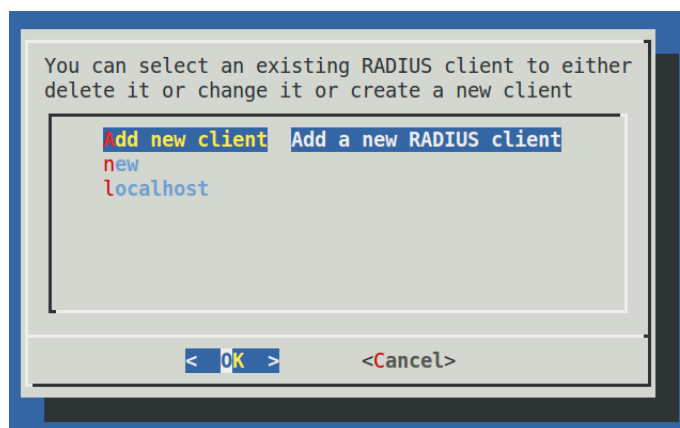 You can select an existing RADIUS client to either
delete it or change it or create a new client
Add new client Add a new RADIUS client
new
localhost
< OK > <Cancel>